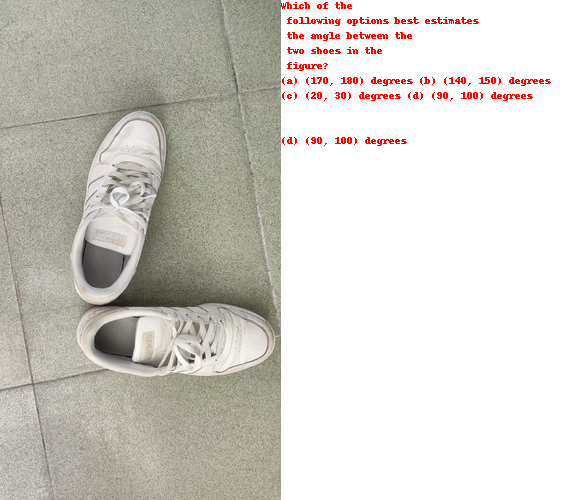 Which of the
following options best estimates
the angle between the
two shoes in the
figure?
(a) (170, 180) degrees (b) (140, 150) degrees
(c) (20, 30) degrees (d) (90, 100) degrees
(d) (90, 100) degrees